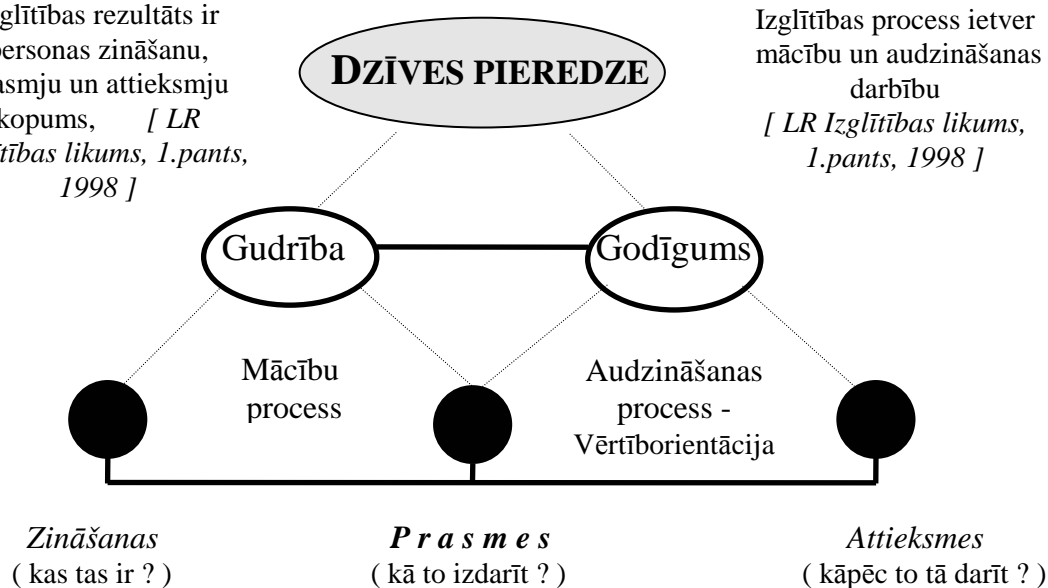 glītības rezultāts ir
personas zināšanu,
asmju un attieksmju
kopums, [ LR
ītības likums, 1.pants,
1998 ]
DZĪVES PIEREDZE
Izglītības process ietver
mācību un audzināšanas
darbību
[ LR Izglītības likums,
1.pants, 1998 ]
Gudrība
Godīgums
Mācību
process
Audzināšanas
process -
Vērtīborientācija
Zināšanas
( kas tas ir ? )
P r a s m e s
( kā to izdarīt ? )
Attieksmes
( kāpēc to tā darīt ? )